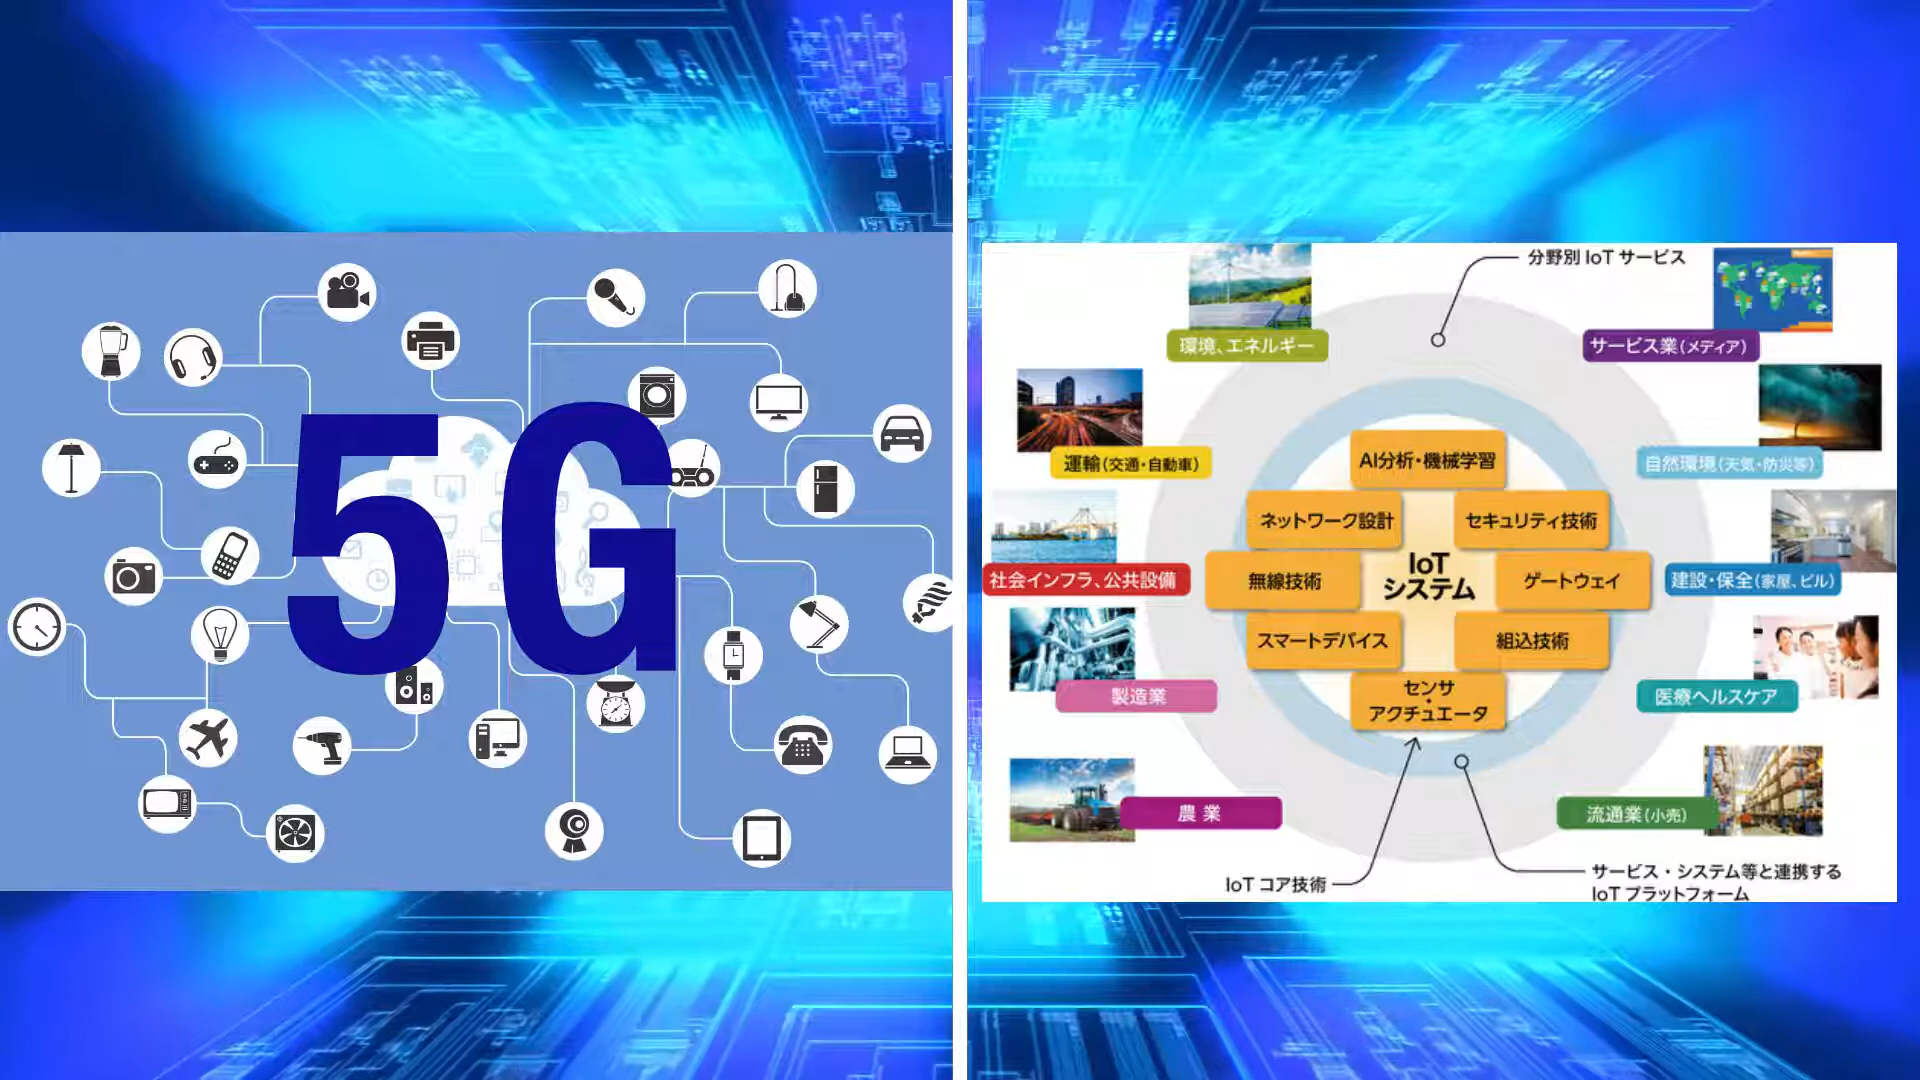 5G
分野別 IoT サービス
環境、エネルギー
サービス業(メディア)
運輸(交通・自動車)
自然環境(天気・防災等)
AI分析・機械学習
ネットワーク設計
セキュリティ技術
社会インフラ、公共設備
無線技術
IoT
システム
ゲートウェイ
建設・保全(家屋、ビル)
スマートデバイス
組込技術
製造業
センサ
・
アクチュエータ
医療ヘルスケア
農 業
流通業(小売)
IoT コア技術
サービス・システム等と連携する
IoT プラットフォーム